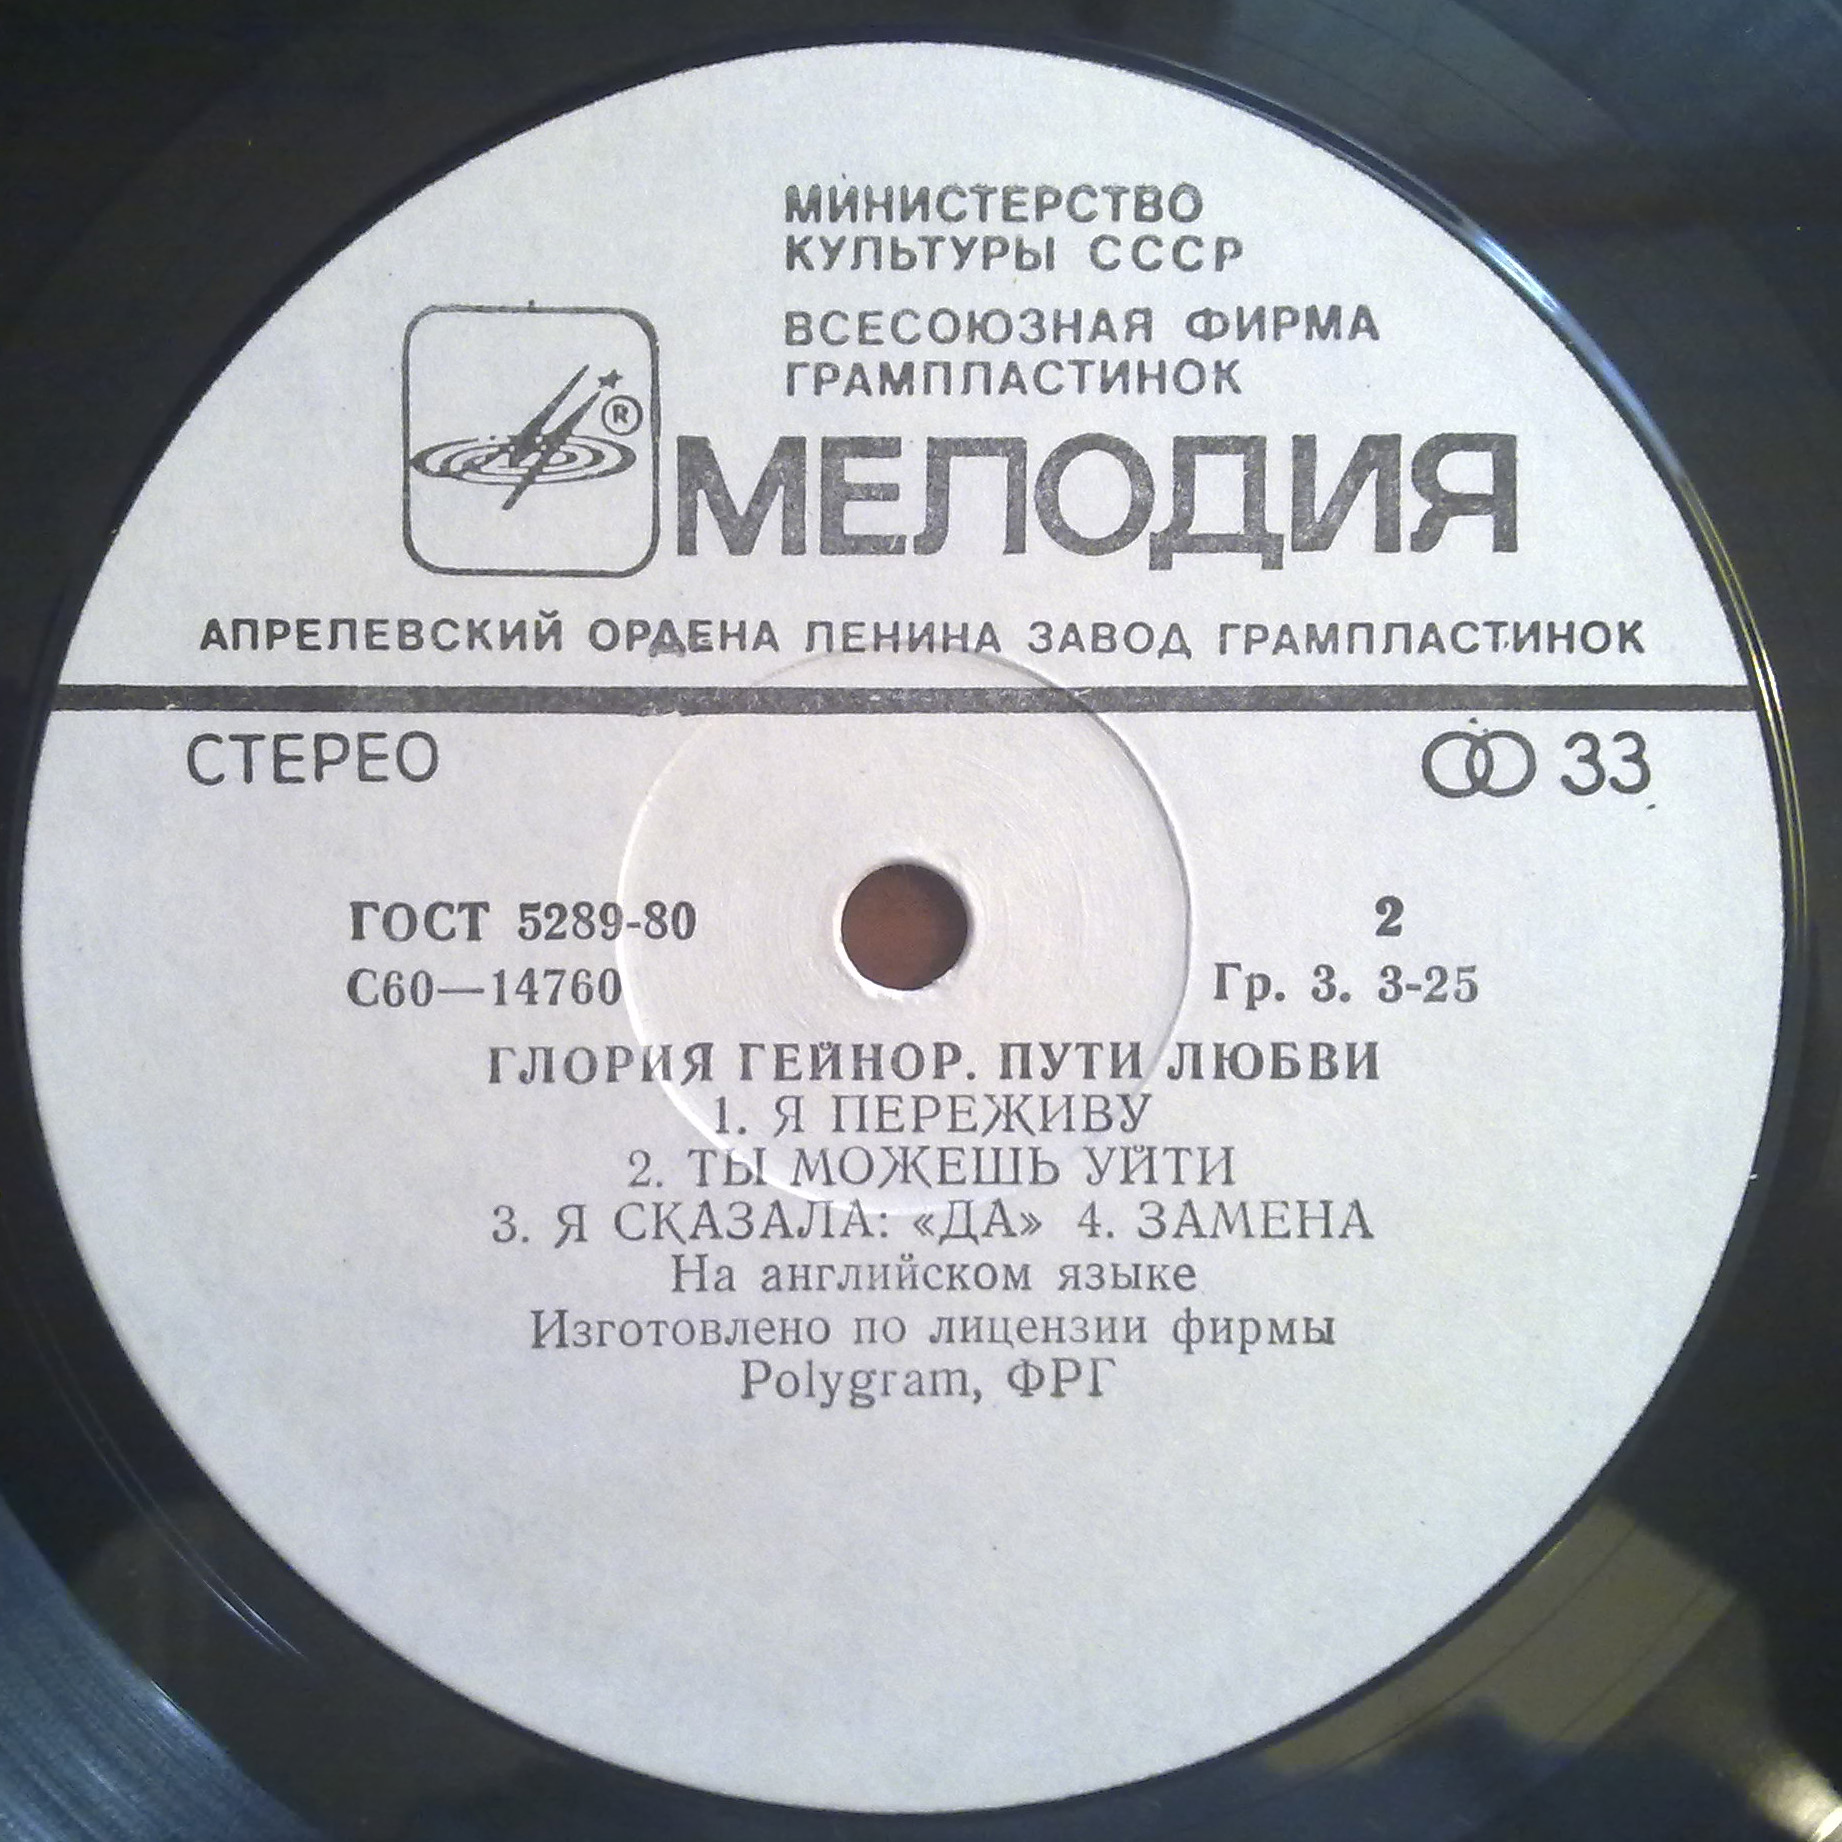 МИНИСТЕРСТВО
КУЛЬТУРЫ СССР
ВСЕСОЮЗНАЯ ФИРМА
ГРАМПЛАСТИНОК
®
МЕЛОДИЯ
АПРЕЛЕВСКИЙ ОРДЕНА ЛЕНИНА ЗАВОД ГРАМПЛАСТИНОК
СТЕРЕО 33
ГОСТ 5289-80 2
С60—14760 Гр. 3. 3-25
ГЛОРИЯ ГЕЙНОР. ПУТИ ЛЮБВИ
1. Я ПЕРЕЖИВУ
2. ТЫ МОЖЕШЬ УЙТИ
3. Я СКАЗАЛА: «ДА» 4. ЗАМЕНА
На английском языке
Изготовлено по лицензии фирмы
Polygram, ФРГ